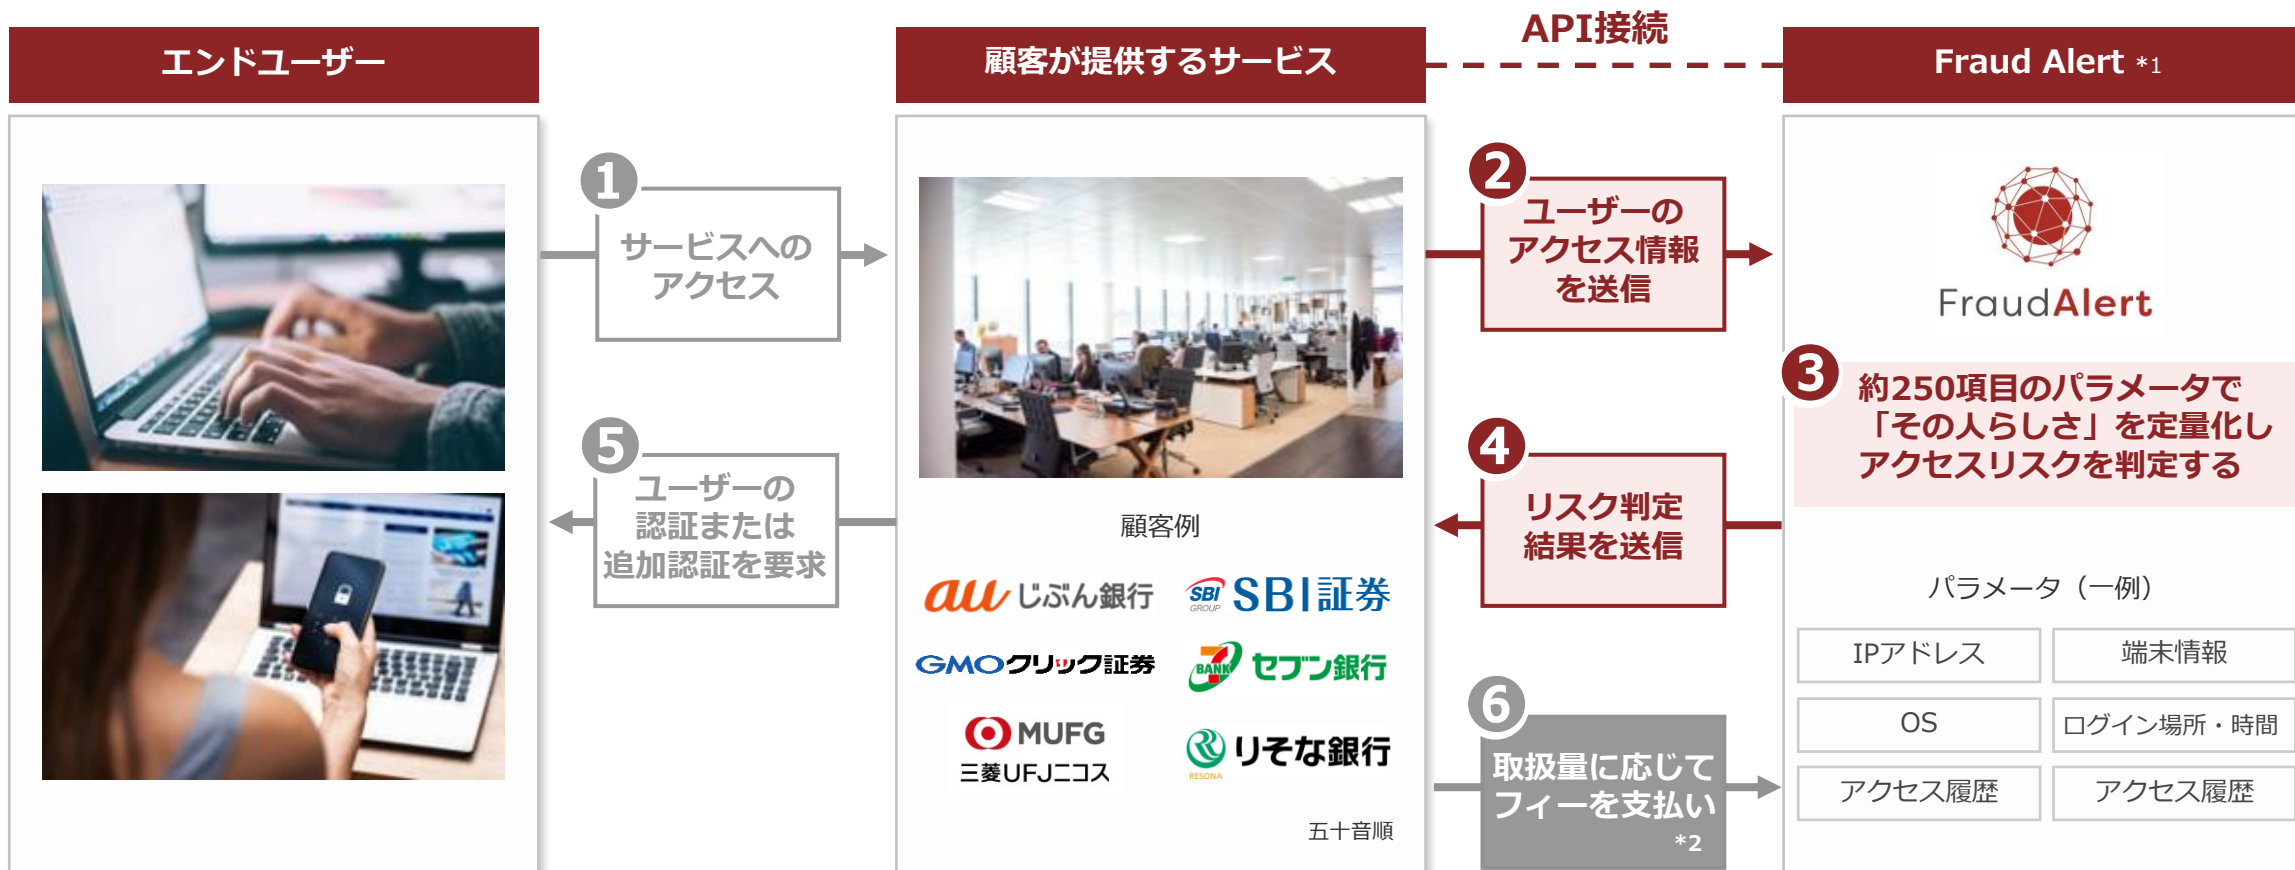 API接続
エンドユーザー
顧客が提供するサービス
Fraud Alert *1
1
サービスへの
アクセス
2
ユーザーの
アクセス情報
を送信
FraudAlert
3
約250項目のパラメータで
「その人らしさ」を定量化し
アクセスリスクを判定する
4
リスク判定
結果を送信
5
ユーザーの
認証または
追加認証を要求
顧客例
au じぶん銀行
SBI GROUP SBI証券
GMOクリック証券
7 BANK セブン銀行
MUFG
三菱UFJニコス
RESONA りそな銀行
五十音順
6
取扱量に応じて
フィーを支払い
*2
パラメータ（一例）
IPアドレス
端末情報
OS
ログイン場所・時間
アクセス履歴
アクセス履歴